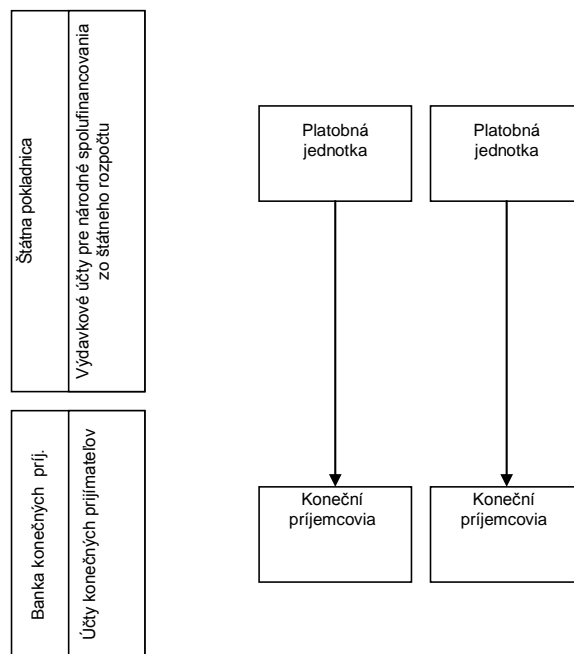 Štátna pokladnica
Výdavkové účty pre národné spolufinancovania
zo štátneho rozpočtu
Platobná
jednotka
Platobná
jednotka
Banka konečných príj.
Účty konečných prijímateľov
Koneční
príjemcovia
Koneční
príjemcovia